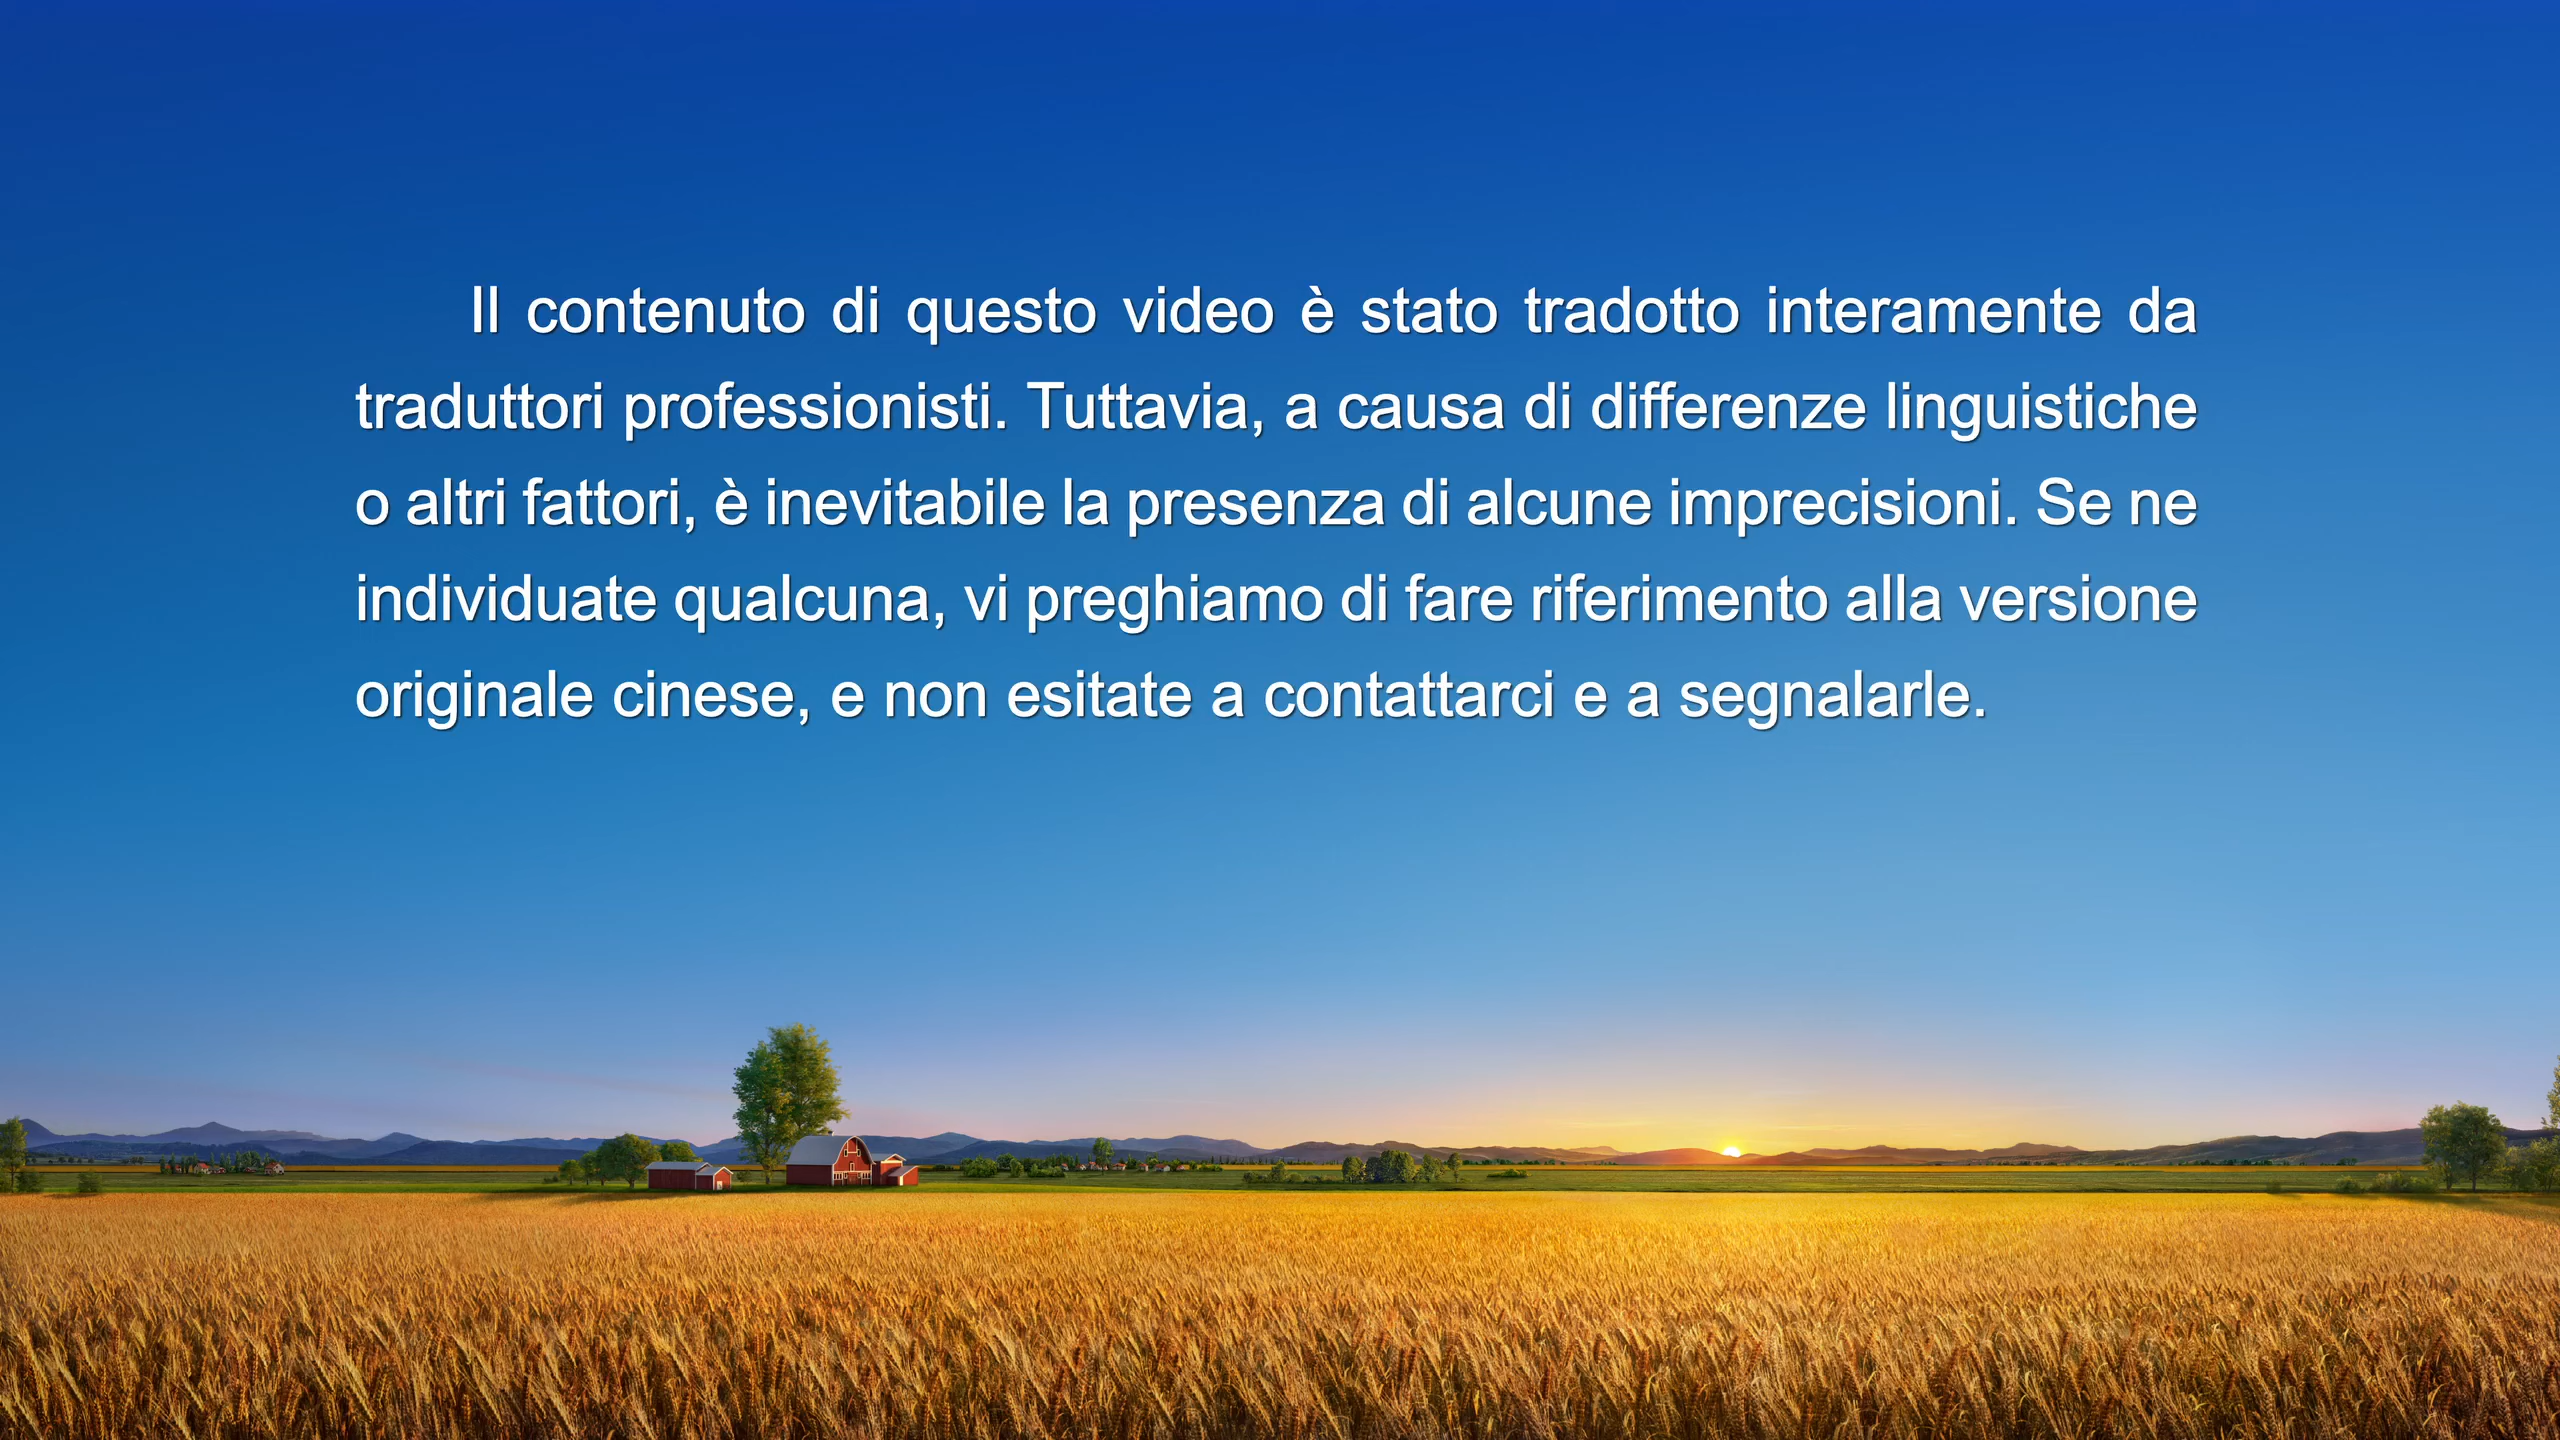 Il contenuto di questo video è stato tradotto interamente da
traduttori professionisti. Tuttavia, a causa di differenze linguistiche
o altri fattori, è inevitabile la presenza di alcune imprecisioni. Se ne
individuate qualcuna, vi preghiamo di fare riferimento alla versione
originale cinese, e non esitate a contattarci e a segnalarle.